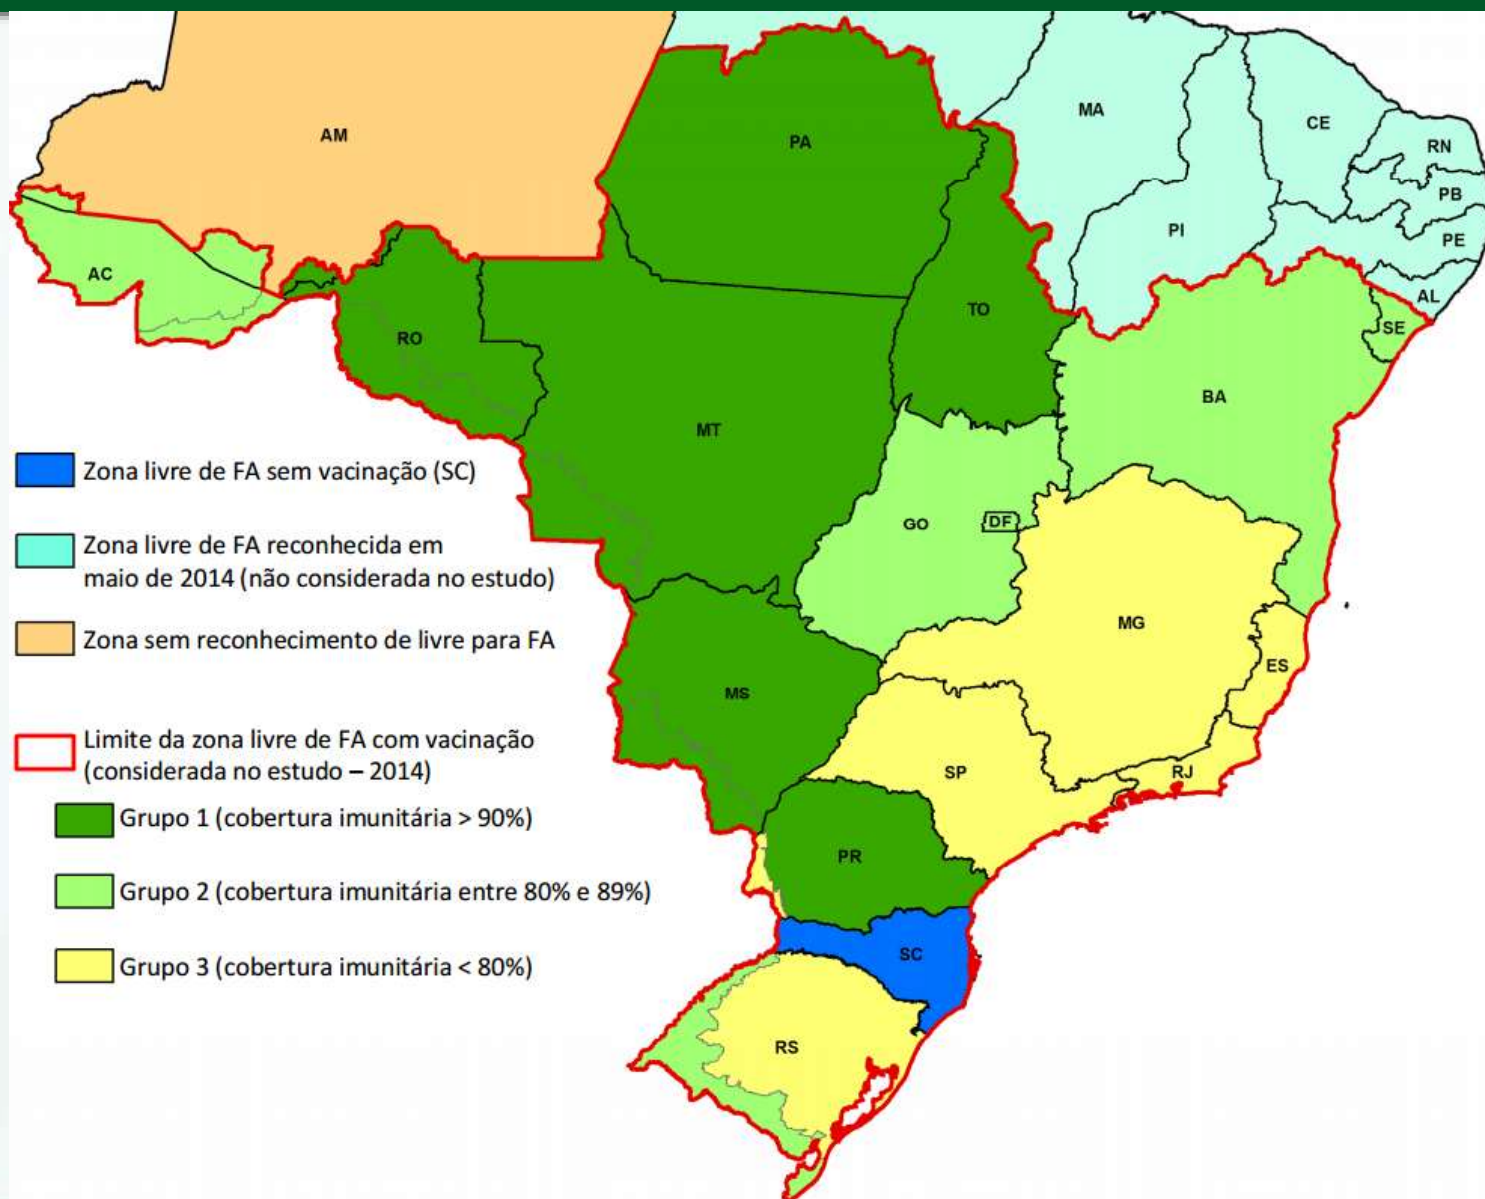 MA
CE
AM
PA
RN
PB
PI
PE
AC
AL
TO
SE
RO
BA
MT
Zona livre de FA sem vacinação (SC)
GO
DF
Zona livre de FA reconhecida em
maio de 2014 (não considerada no estudo)
MG
Zona sem reconhecimento de livre para FA
ES
MS
Limite da zona livre de FA com vacinação
(considerada no estudo – 2014)
SP
RJ
Grupo 1 (cobertura imunitária > 90%)
PR
Grupo 2 (cobertura imunitária entre 80% e 89%)
SC
Grupo 3 (cobertura imunitária < 80%)
RS